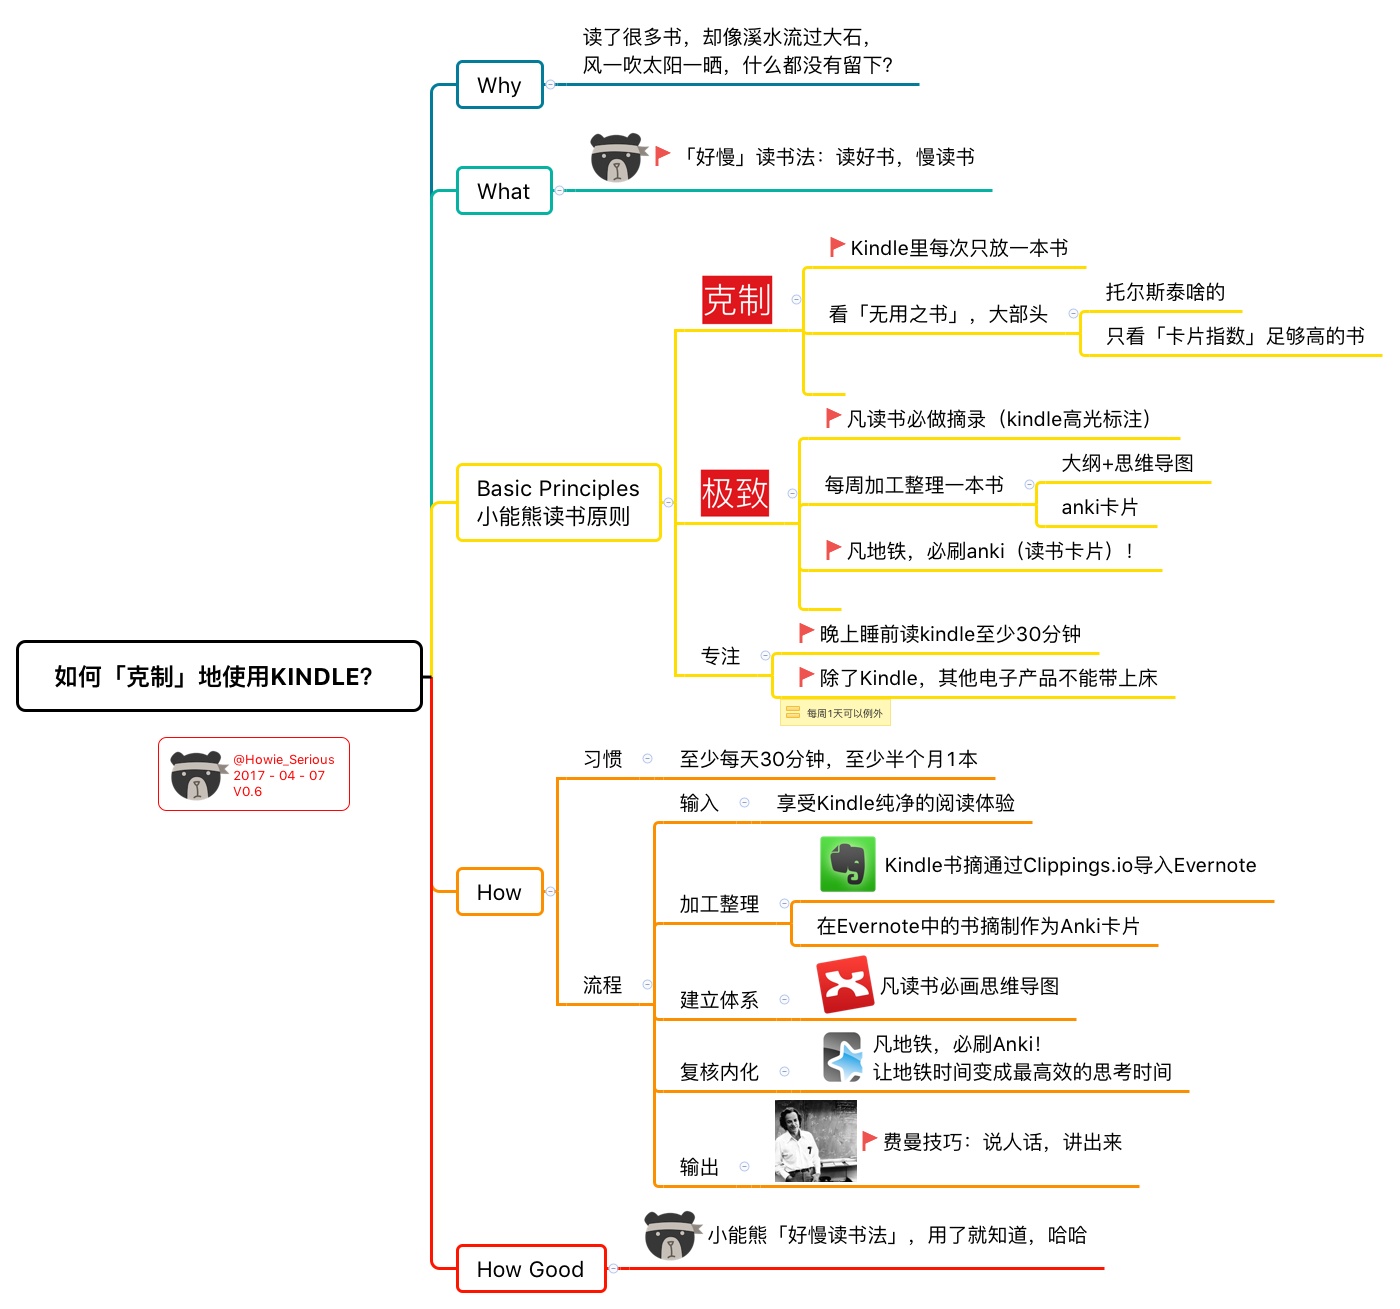 读了很多书，却像溪水流过大石，
风一吹太阳一晒，什么都没有留下？
Why
「好慢」读书法：读好书，慢读书
What
Kindle里每次只放一本书
克制
看「无用之书」，大部头
托尔斯泰啥的
只看「卡片指数」足够高的书
凡读书必做摘录（kindle高光标注）
极致
每周加工整理一本书
大纲+思维导图
anki卡片
凡地铁，必刷anki（读书卡片）！
Basic Principles
小能熊读书原则
专注
晚上睡前读kindle至少30分钟
除了Kindle，其他电子产品不能带上床
每周1天可以例外
如何「克制」地使用KINDLE？
@Howie_Serious
2017 - 04 - 07
V0.6
习惯
至少每天30分钟，至少半个月1本
输入
享受Kindle纯净的阅读体验
How
加工整理
Kindle书摘通过Clippings.io导入Evernote
在Evernote中的书摘制作为Anki卡片
流程
建立体系
凡读书必画思维导图
复核内化
凡地铁，必刷Anki！
让地铁时间变成最高效的思考时间
输出
费曼技巧：说人话，讲出来
小能熊「好慢读书法」，用了就知道，哈哈
How Good